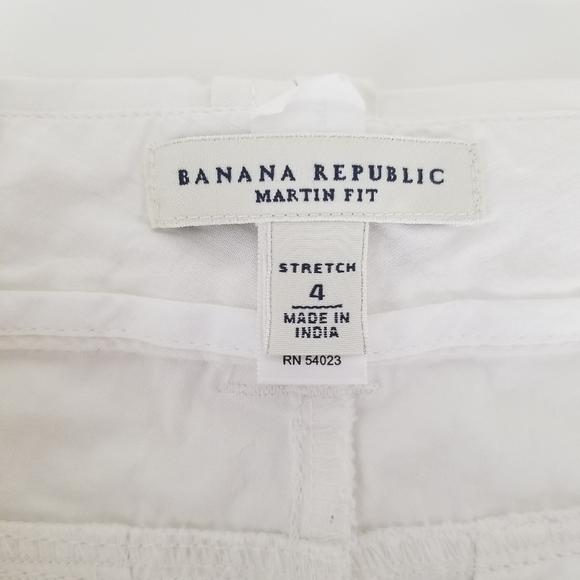 BANANA REPUBLIC
MARTIN FIT
STRETCH
4
MADE IN
INDIA
RN 54023